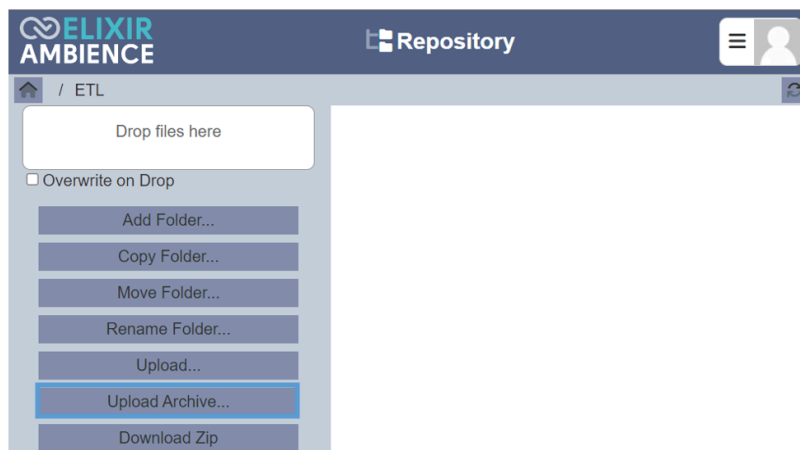 ELIXIR
AMBIENCE
Repository
/ ETL
Drop files here
Overwrite on Drop
Add Folder...
Copy Folder...
Move Folder...
Rename Folder...
Upload...
Upload Archive...
Download Zip